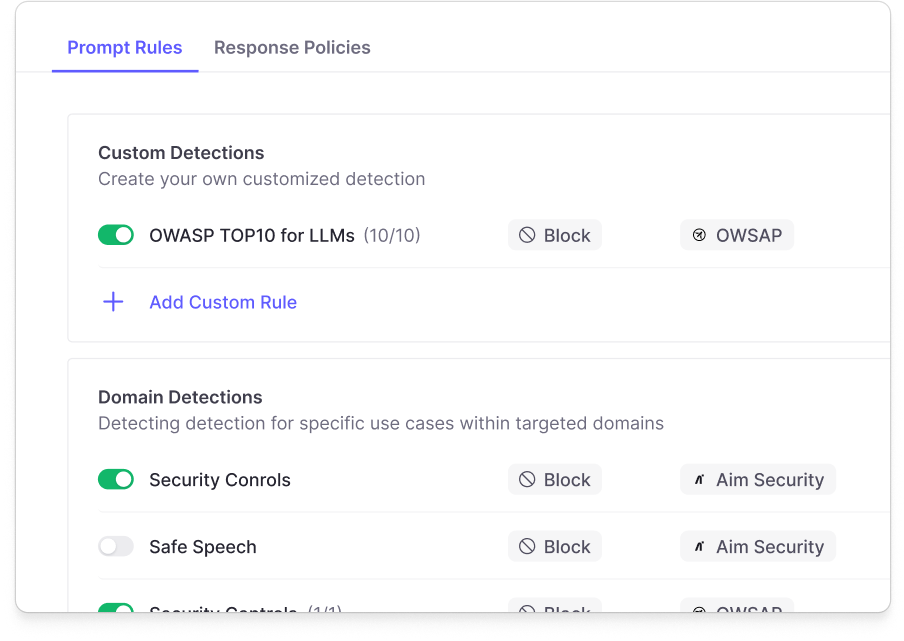 Prompt Rules Response Policies
Custom Detections
Create your own customized detection
OWASP TOP10 for LLMs (10/10) Block OWSAP
Add Custom Rule
Domain Detections
Detecting detection for specific use cases within targeted domains
Security Conrols Block Aim Security
Safe Speech Block Aim Security
Security Controls (1/1) Block OWSAP